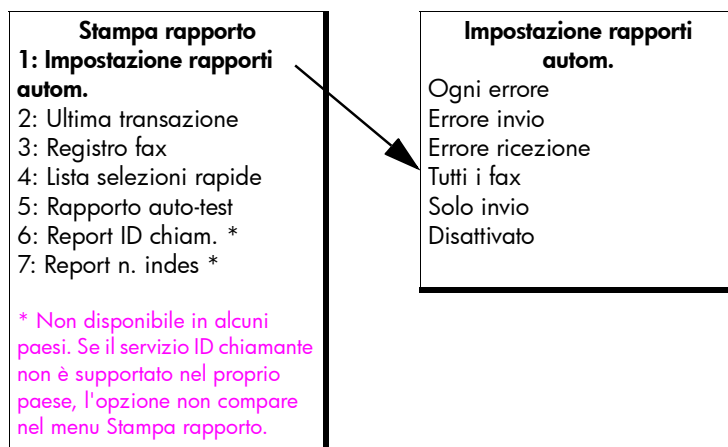 Stampa rapporto
1: Impostazione rapporti
autom.
2: Ultima transazione
3: Registro fax
4: Lista selezioni rapide
5: Rapporto auto-test
6: Report ID chiam. *
7: Report n. indes *
* Non disponibile in alcuni
paesi. Se il servizio ID chiamante
non è supportato nel proprio
paese, l'opzione non compare
nel menu Stampa rapporto.
Impostazione rapporti
autom.
Ogni errore
Errore invio
Errore ricezione
Tutti i fax
Solo invio
Disattivato